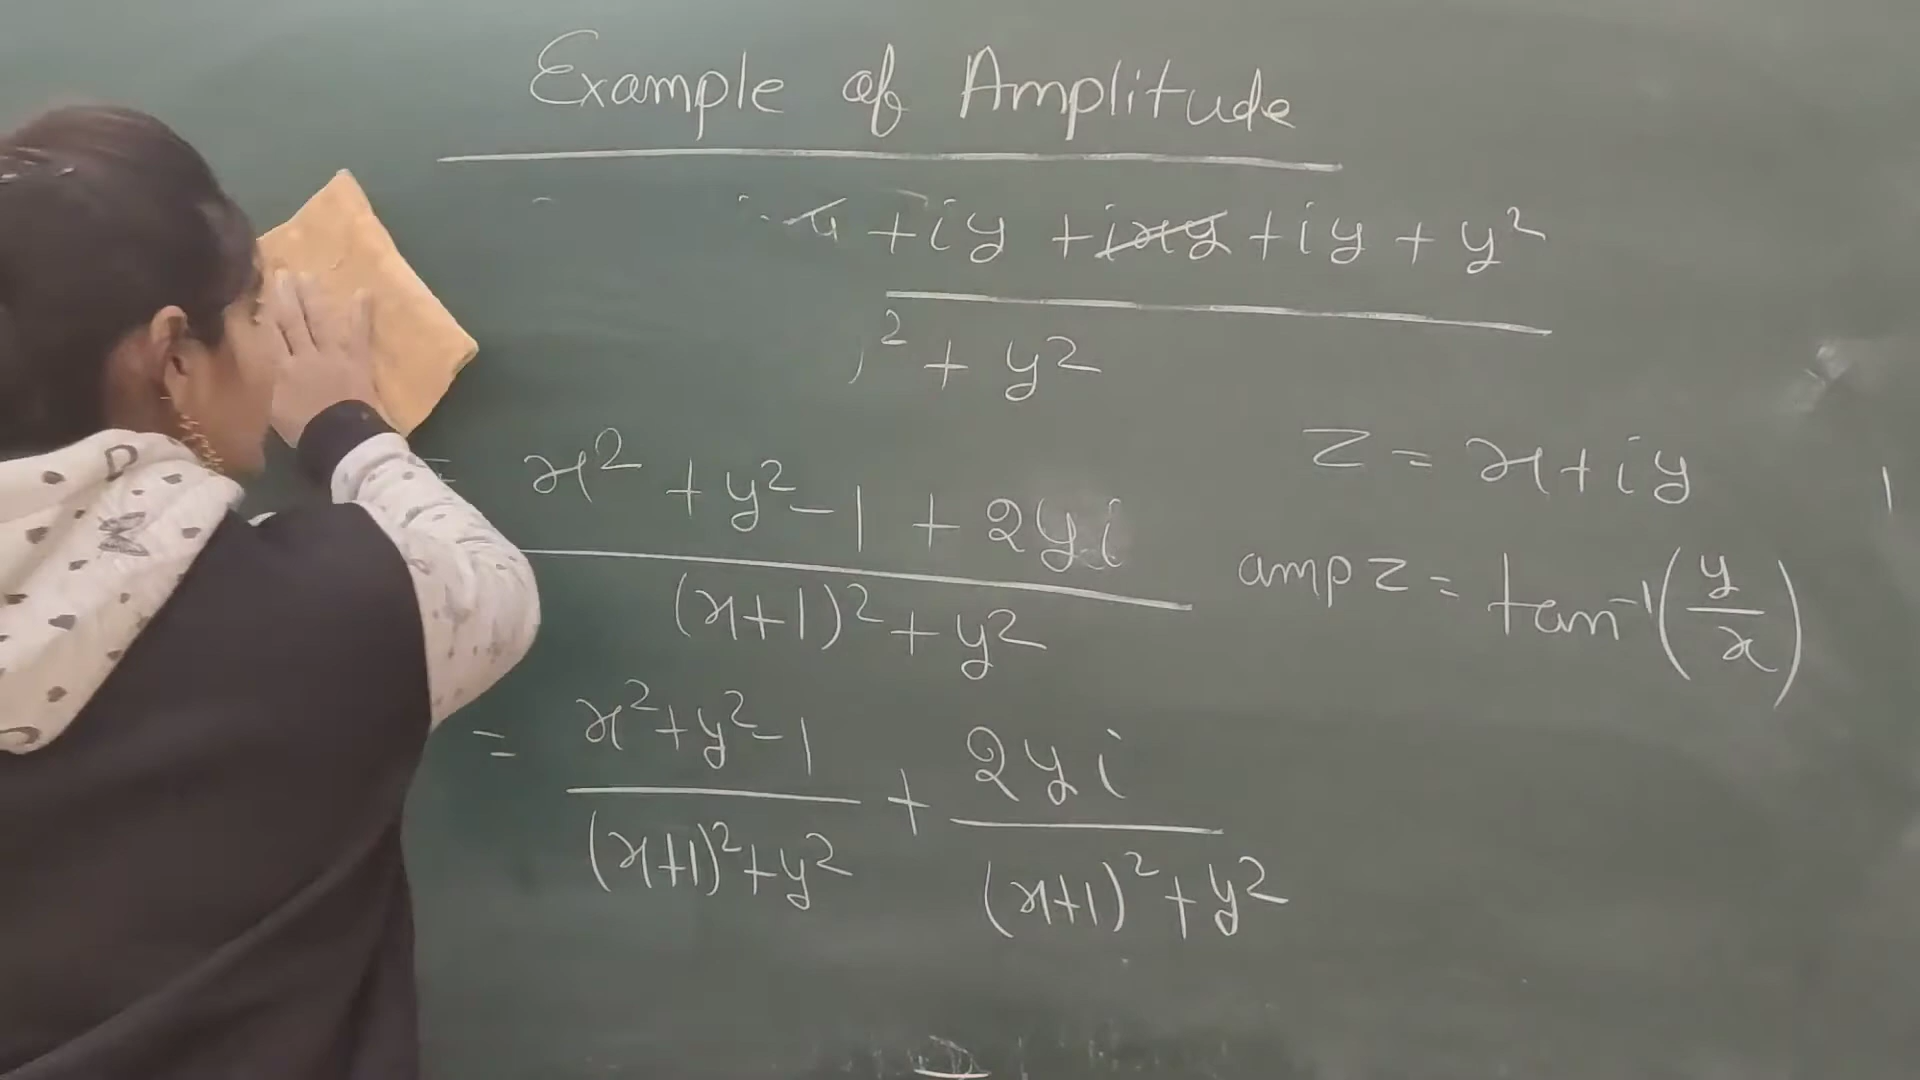 Example of Amplitude
+ iy + ixy + iy + y²
² + y²
= x² + y² - 1 + 2yi
(x+1)² + y²
z = x + iy
amp z = tan⁻¹(y/x)
= x² + y² - 1 / (x+1)² + y² + 2yi / (x+1)² + y²